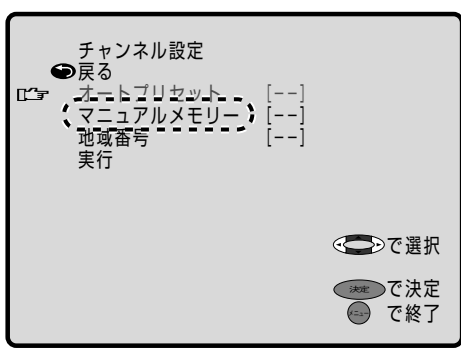 チャンネル設定
戻る
オートプリセット [--]
マニュアルメモリー [--]
地域番号 [--]
実行
で選択
決定 で決定
メニュー で終了